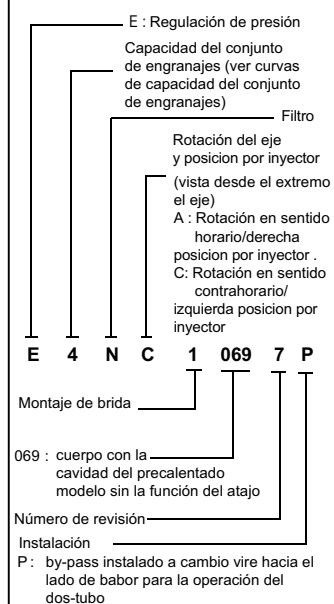 E : Regulación de presión
Capacidad del conjunto
de engranajes (ver curvas
de capacidad del conjunto
de engranajes)
Filtro
Rotación del eje
y posicion por inyector
(vista desde el extremo
el eje)
A : Rotación en sentido
horario/derecha
posicion por inyector .
C: Rotación en sentido
contrahorario/
izquierda posicion por
inyector
E 4 N C 1 069 7 P
Montaje de brida
069 : cuerpo con la
cavidad del precalentado
modelo sin la función del atajo
Número de revisión
Instalación
P : by-pass instalado a cambio vire hacia el
lado de babor para la operación del
dos-tubo